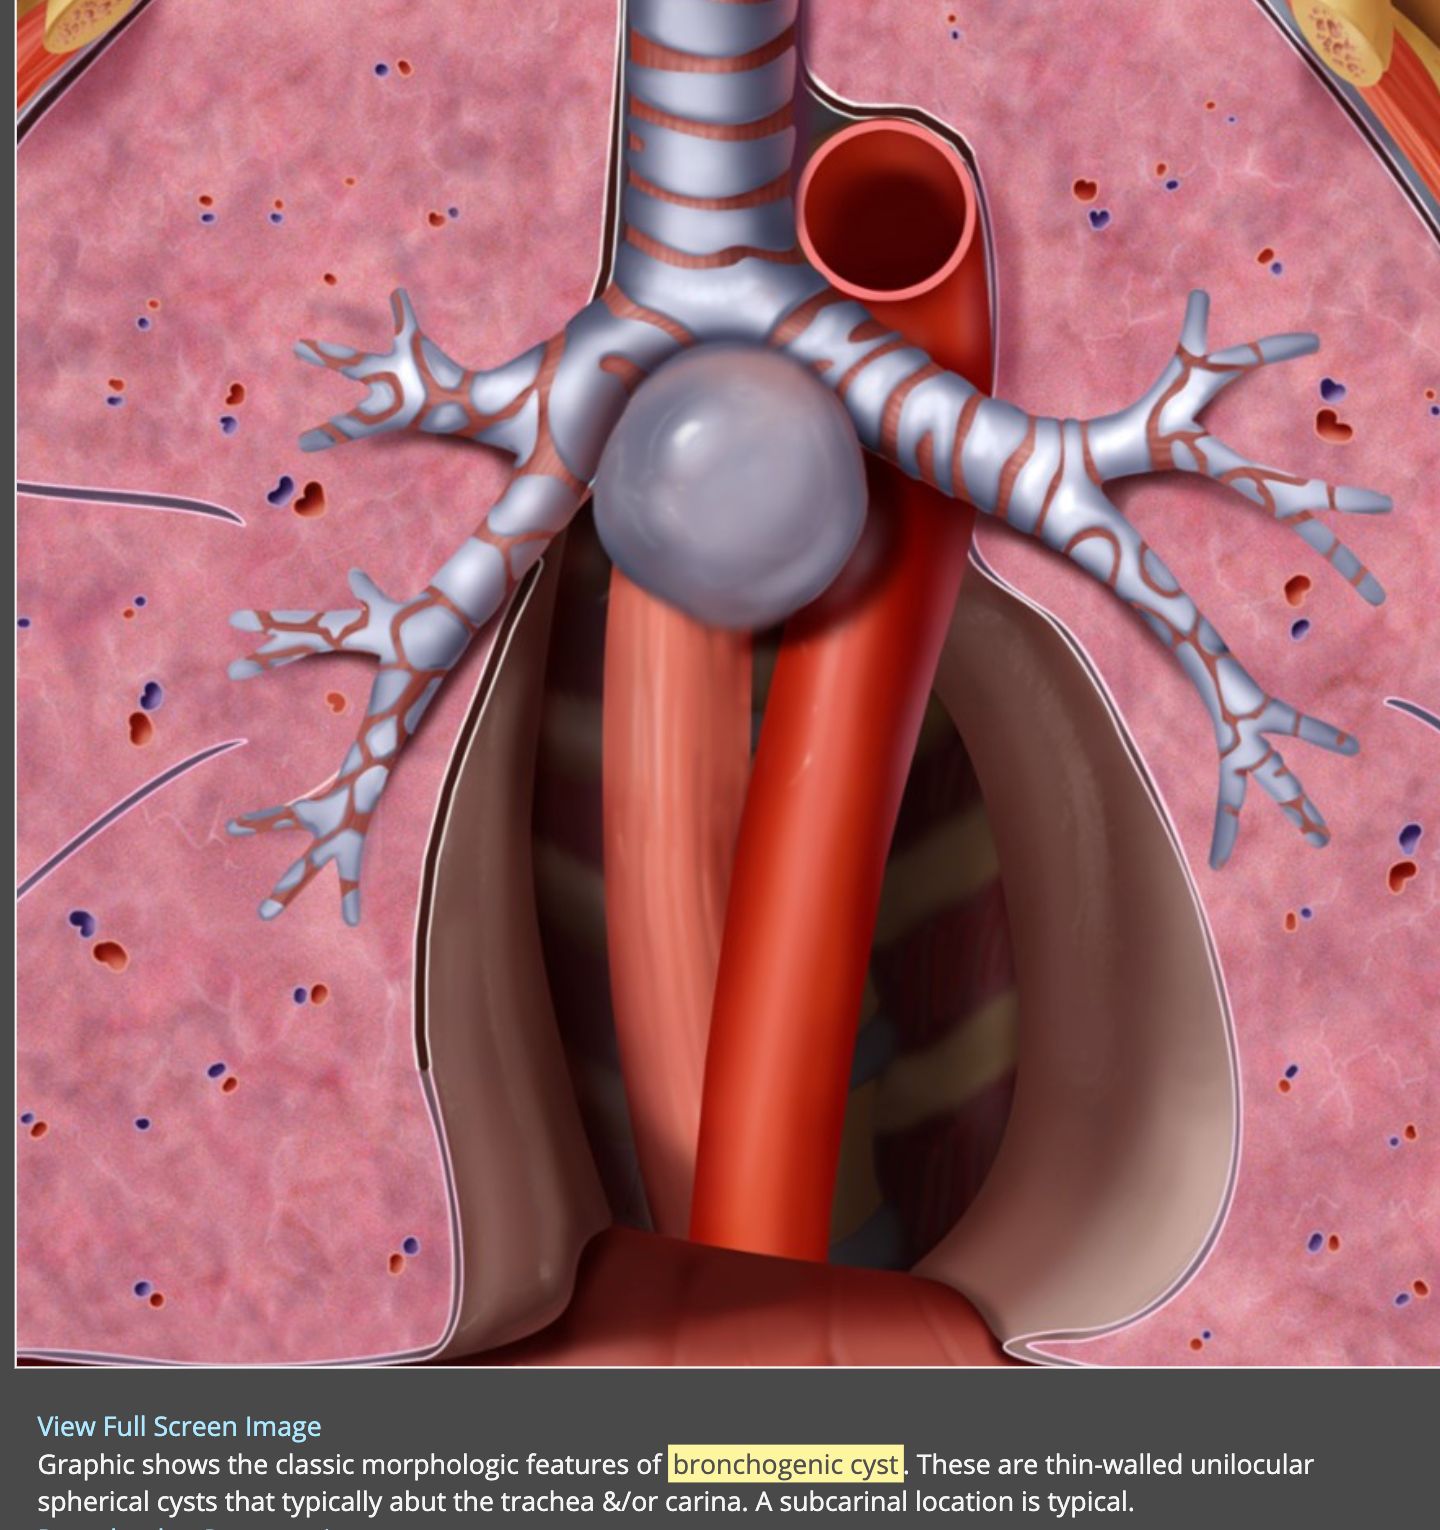 View Full Screen Image
Graphic shows the classic morphologic features of bronchogenic cyst. These are thin-walled unilocular
spherical cysts that typically abut the trachea &/or carina. A subcarinal location is typical.